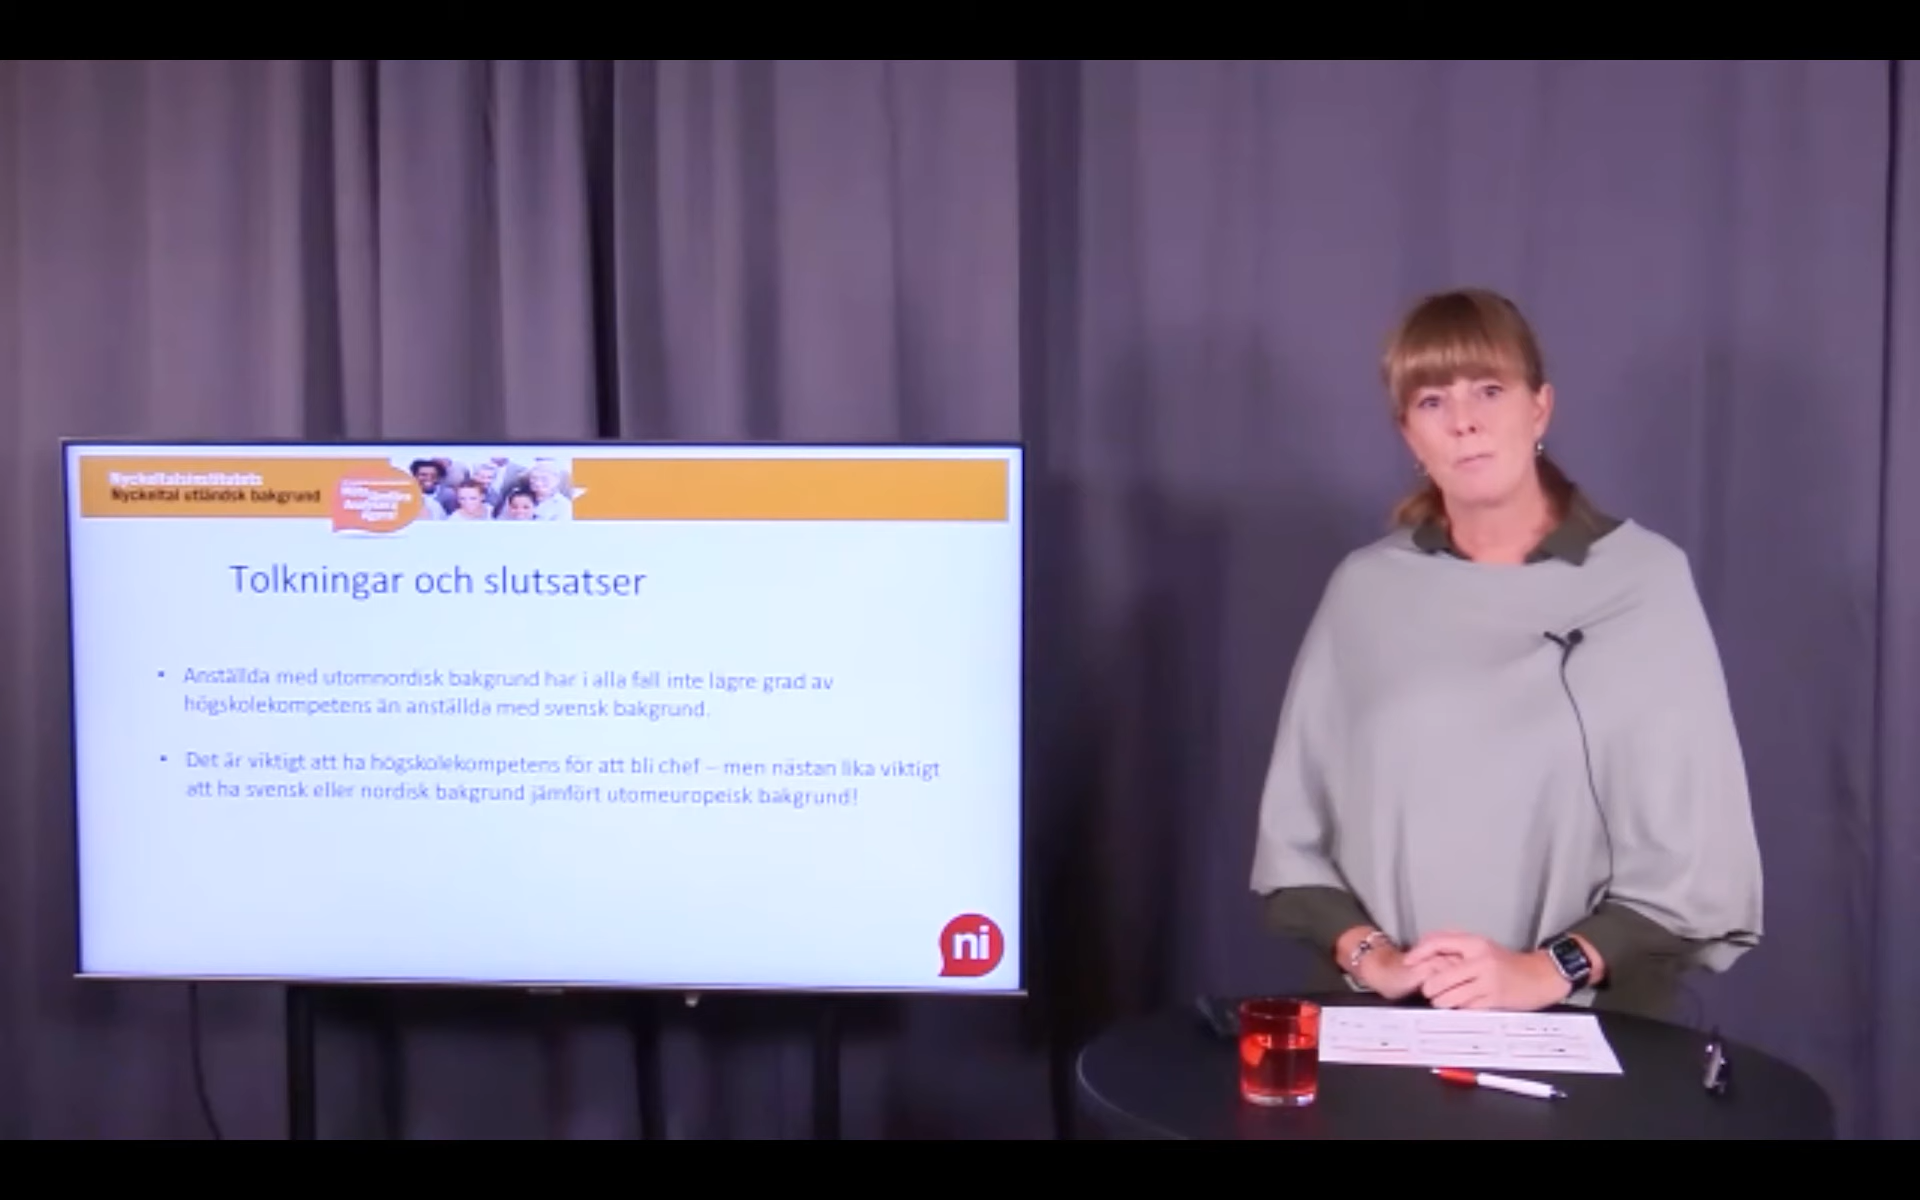 Nyckeltalsinstitutets
Nyckeltal utländsk bakgrund
Tolkningar och slutsatser
• Anställda med utomnordisk bakgrund har i alla fall inte lägre grad av
högskolekompetens än anställda med svensk bakgrund.
• Det är viktigt att ha högskolekompetens för att bli chef – men nästan lika viktigt
att ha svensk eller nordisk bakgrund jämfört utomeuropeisk bakgrund!
ni